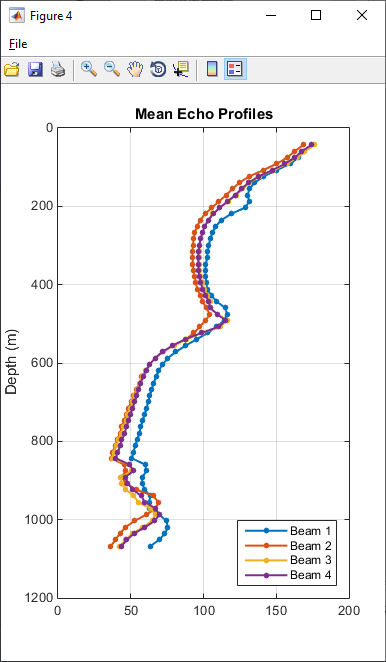 Figure 4
File
Mean Echo Profiles
0
200
400
600
800
1000
1200
Depth (m)
0 50 100 150 200
Beam 1
Beam 2
Beam 3
Beam 4